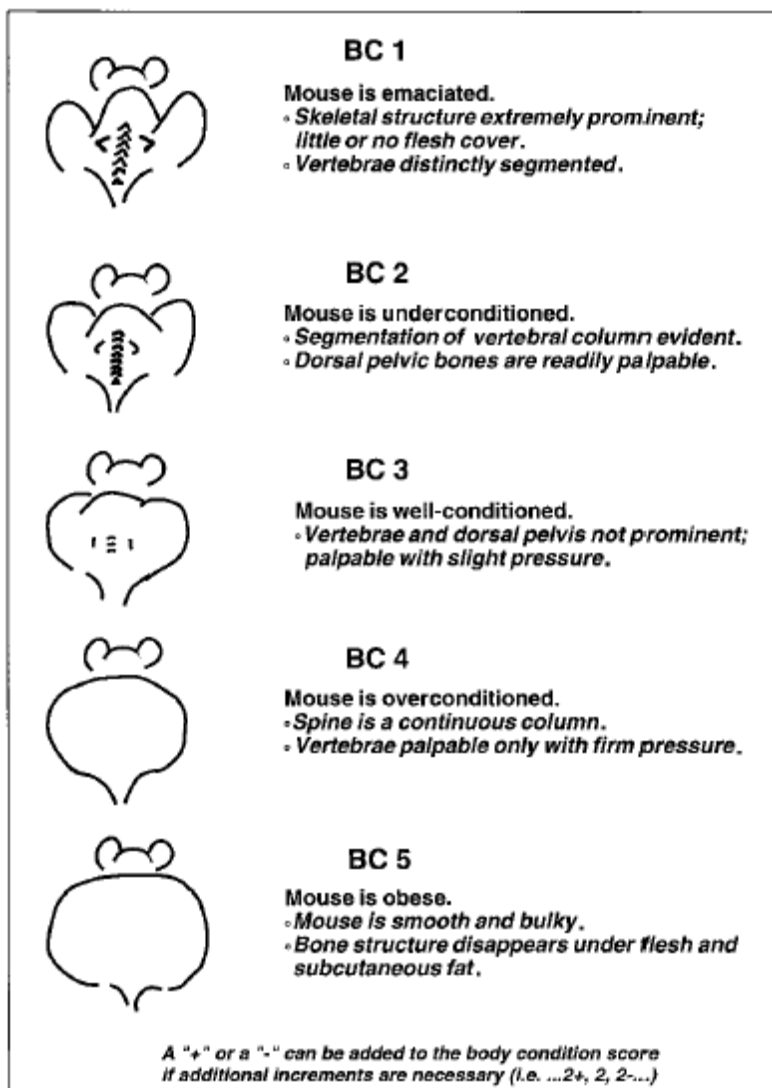 BC 1
Mouse is emaciated.
◦ Skeletal structure extremely prominent;
little or no flesh cover.
◦ Vertebrae distinctly segmented.
BC 2
Mouse is underconditioned.
◦ Segmentation of vertebral column evident.
◦ Dorsal pelvic bones are readily palpable.
BC 3
Mouse is well-conditioned.
◦ Vertebrae and dorsal pelvis not prominent;
palpable with slight pressure.
BC 4
Mouse is overconditioned.
◦ Spine is a continuous column.
◦ Vertebrae palpable only with firm pressure.
BC 5
Mouse is obese.
◦ Mouse is smooth and bulky.
◦ Bone structure disappears under flesh and
subcutaneous fat.
A "+" or a "-" can be added to the body condition score
if additional increments are necessary (i.e. ...2+, 2, 2-...)